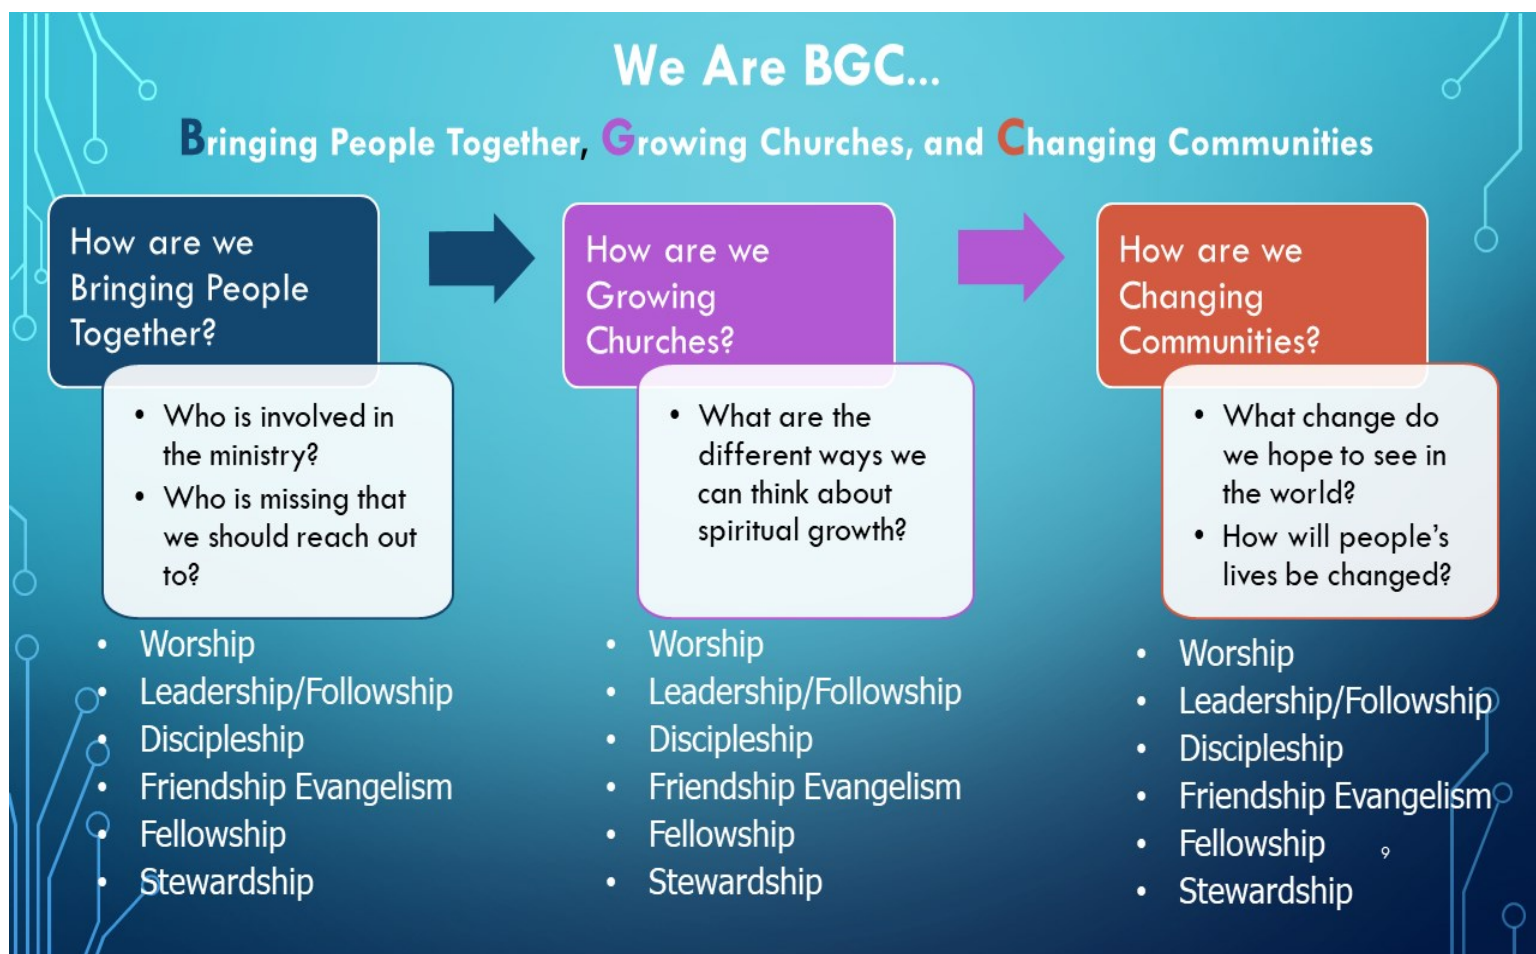 We Are BGC...
Bringing People Together, Growing Churches, and Changing Communities
How are we
Bringing People
Together?
• Who is involved in
the ministry?
• Who is missing that
we should reach out
to?
• Worship
• Leadership/Followship
• Discipleship
• Friendship Evangelism
• Fellowship
• Stewardship
How are we
Growing
Churches?
• What are the
different ways we
can think about
spiritual growth?
• Worship
• Leadership/Followship
• Discipleship
• Friendship Evangelism
• Fellowship
• Stewardship
How are we
Changing
Communities?
• What change do
we hope to see in
the world?
• How will people’s
lives be changed?
• Worship
• Leadership/Followship
• Discipleship
• Friendship Evangelism
• Fellowship
• Stewardship
9